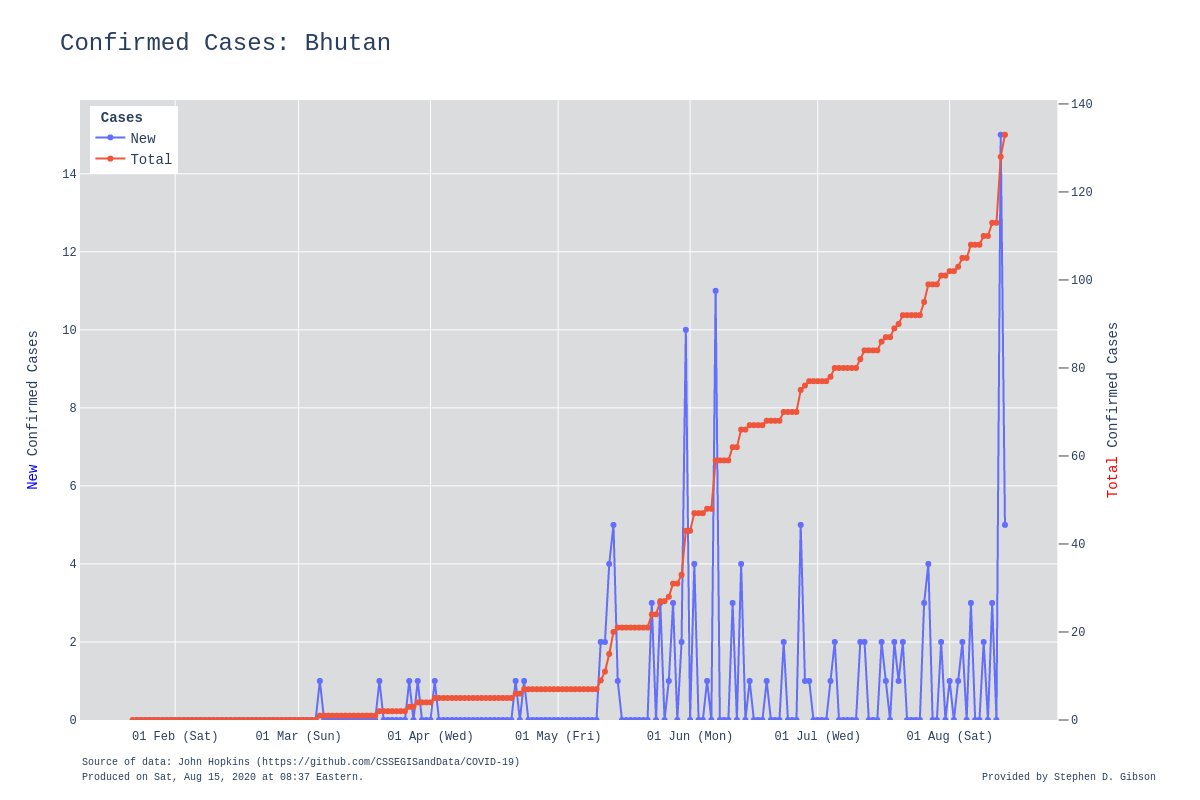 Confirmed Cases: Bhutan
Cases
New
Total
140
120
100
80
60
40
20
0
14
12
10
8
6
4
2
0
New Confirmed Cases
Total Confirmed Cases
01 Feb (Sat) 01 Mar (Sun) 01 Apr (Wed) 01 May (Fri) 01 Jun (Mon) 01 Jul (Wed) 01 Aug (Sat)
Source of data: John Hopkins (https://github.com/CSSEGISandData/COVID-19)
Produced on Sat, Aug 15, 2020 at 08:37 Eastern.
Provided by Stephen D. Gibson